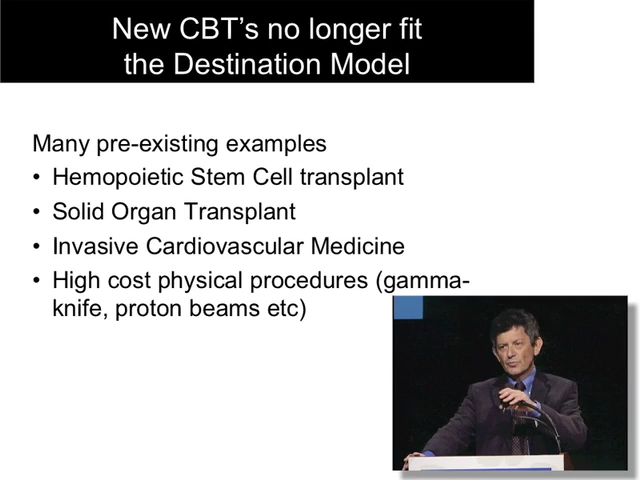 New CBT’s no longer fit
the Destination Model
Many pre-existing examples
• Hemopoietic Stem Cell transplant
• Solid Organ Transplant
• Invasive Cardiovascular Medicine
• High cost physical procedures (gamma-
knife, proton beams etc)